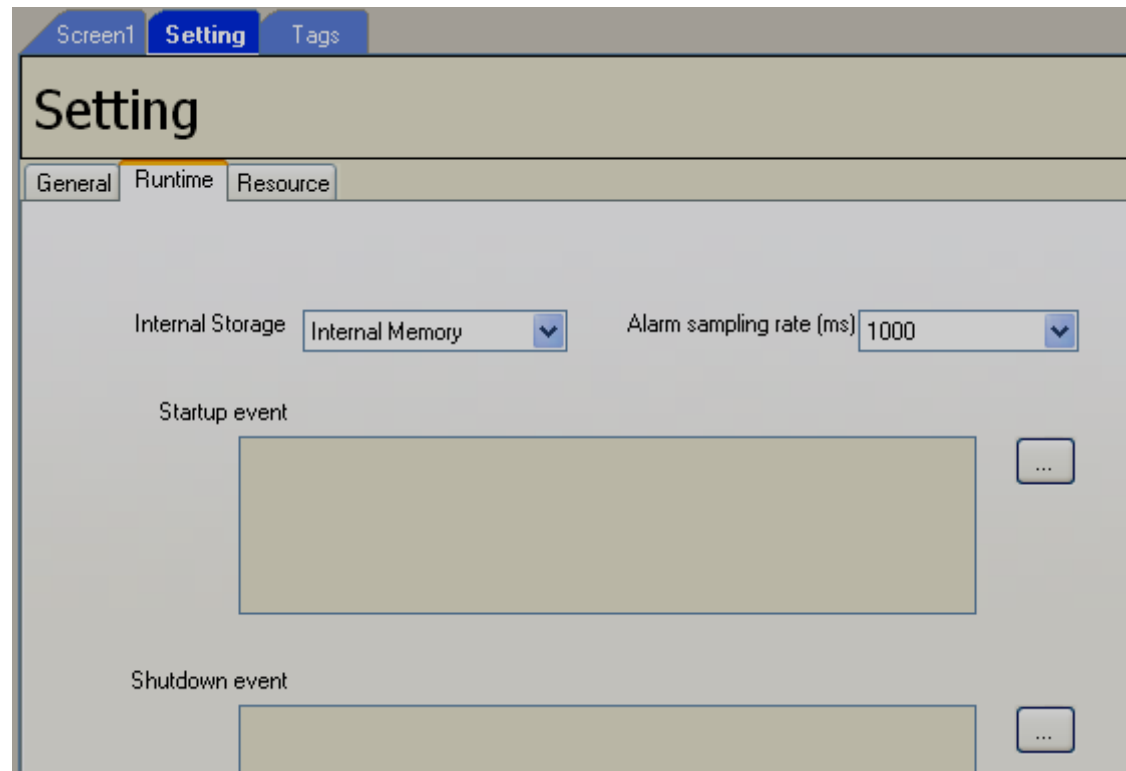 Screen1 Setting Tags
Setting
General Runtime Resource
Internal Storage Internal Memory Alarm sampling rate (ms) 1000
Startup event
...
Shutdown event
...